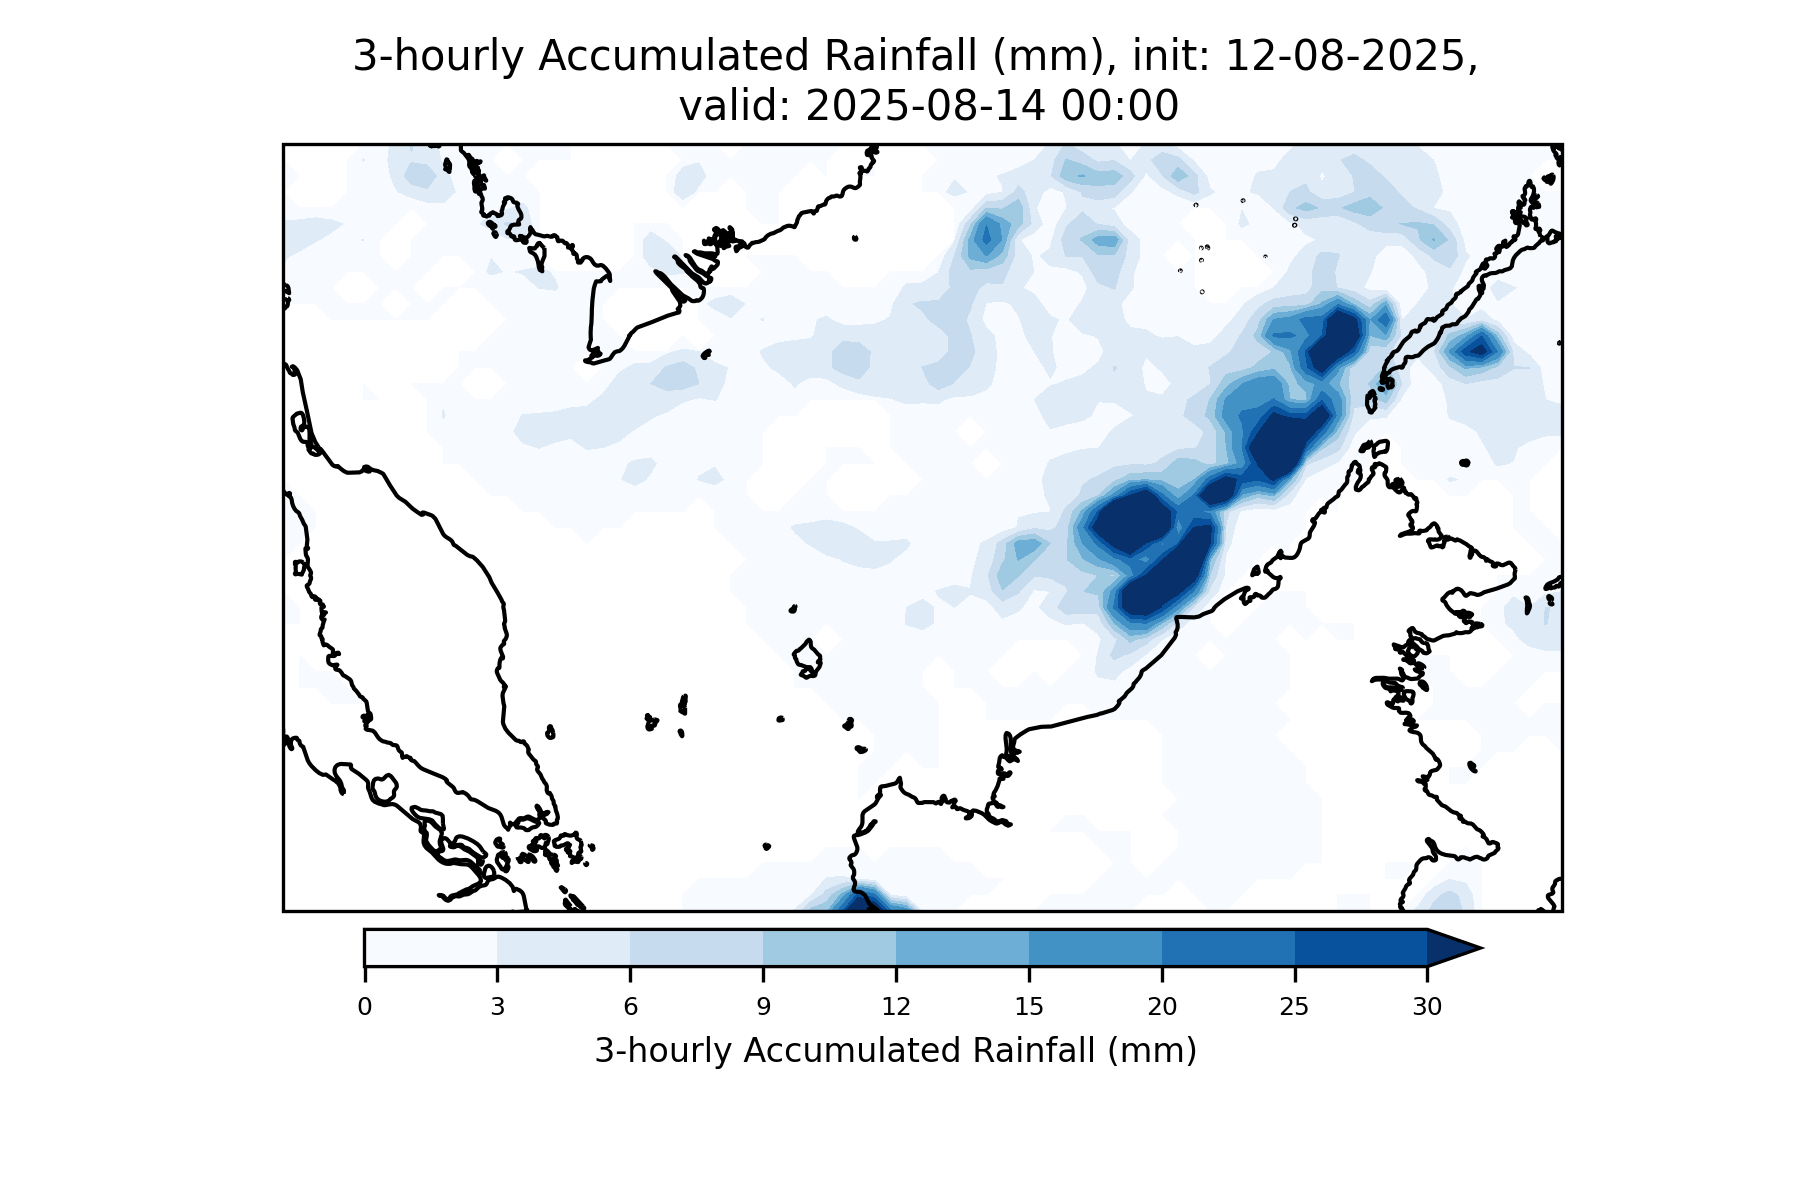 3-hourly Accumulated Rainfall (mm), init: 12-08-2025,
valid: 2025-08-14 00:00
0 3 6 9 12 15 20 25 30
3-hourly Accumulated Rainfall (mm)